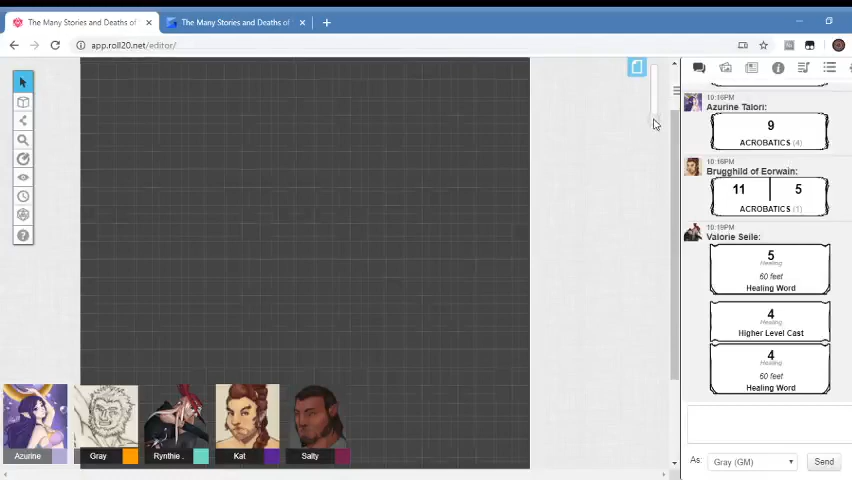 The Many Stories and Deaths of
The Many Stories and Deaths of
app.roll20.net/editor/
10:16PM
Azurine Talori:
9
ACROBATICS (4)
10:16PM
Brugghild of Eorwain:
11
5
ACROBATICS (1)
10:19PM
Valorie Seile:
5
Healing
60 feet
Healing Word
4
Healing
Higher Level Cast
4
60 feet
Healing Word
Azurine
Gray
Rynthie .
Kat
Salty
As:
Gray (GM)
Send